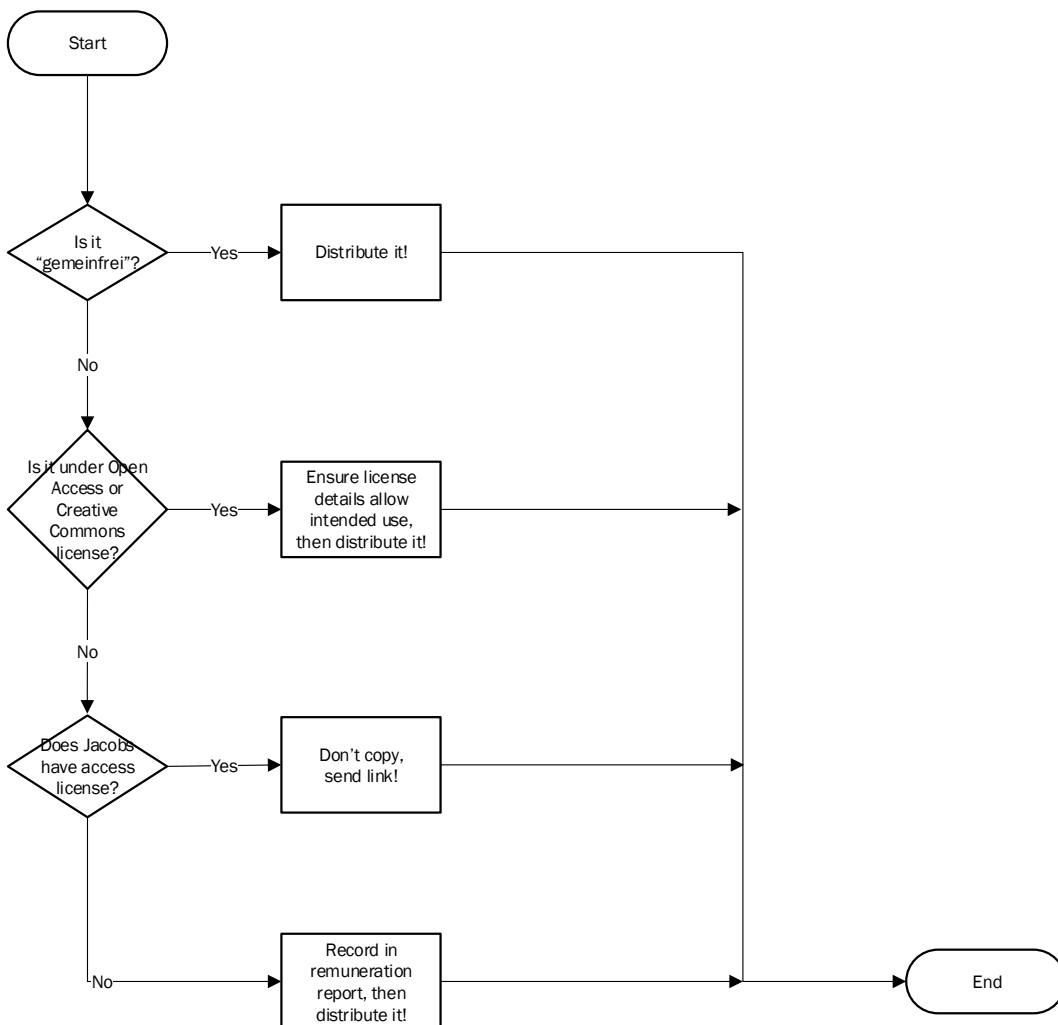 Start
Is it
“gemeinfrei”?
Yes
Distribute it!
No
Is it under Open
Access or
Creative
Commons
license?
Yes
Ensure license
details allow
intended use,
then distribute it!
No
Does Jacobs
have access
license?
Yes
Don’t copy,
send link!
No
Record in
remuneration
report, then
distribute it!
End